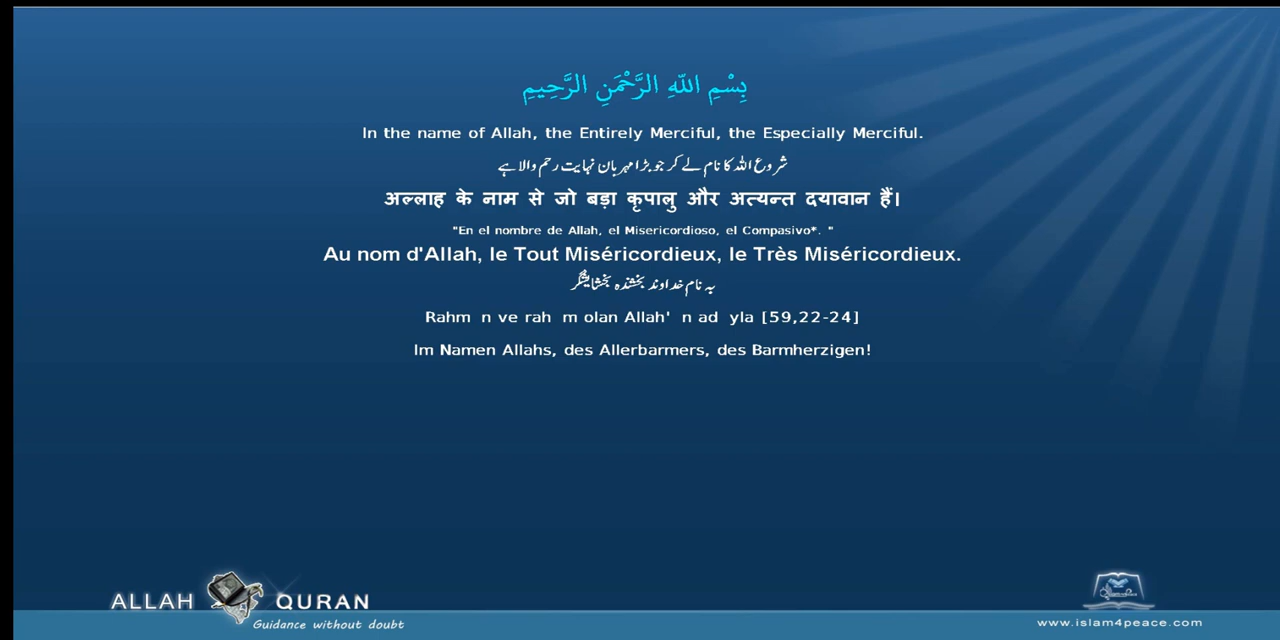 بِسْمِ اللّهِ الرَّحْمَنِ الرَّحِيمِ
In the name of Allah, the Entirely Merciful, the Especially Merciful.
شروع اللہ کا نام لے کر جو بڑا مہربان نہایت رحم والا ہے
अल्लाह के नाम से जो बड़ा कृपालु और अत्यन्त दयावान हैं।
"En el nombre de Allah, el Misericordioso, el Compasivo*. "
Au nom d'Allah, le Tout Miséricordieux, le Très Miséricordieux.
به نام خداوند بخشنده بخشایشگر
Rahm n ve rah m olan Allah' n ad yla [59,22-24]
Im Namen Allahs, des Allerbarmers, des Barmherzigen!
ALLAH QURAN
Guidance without doubt
www.islam4peace.com